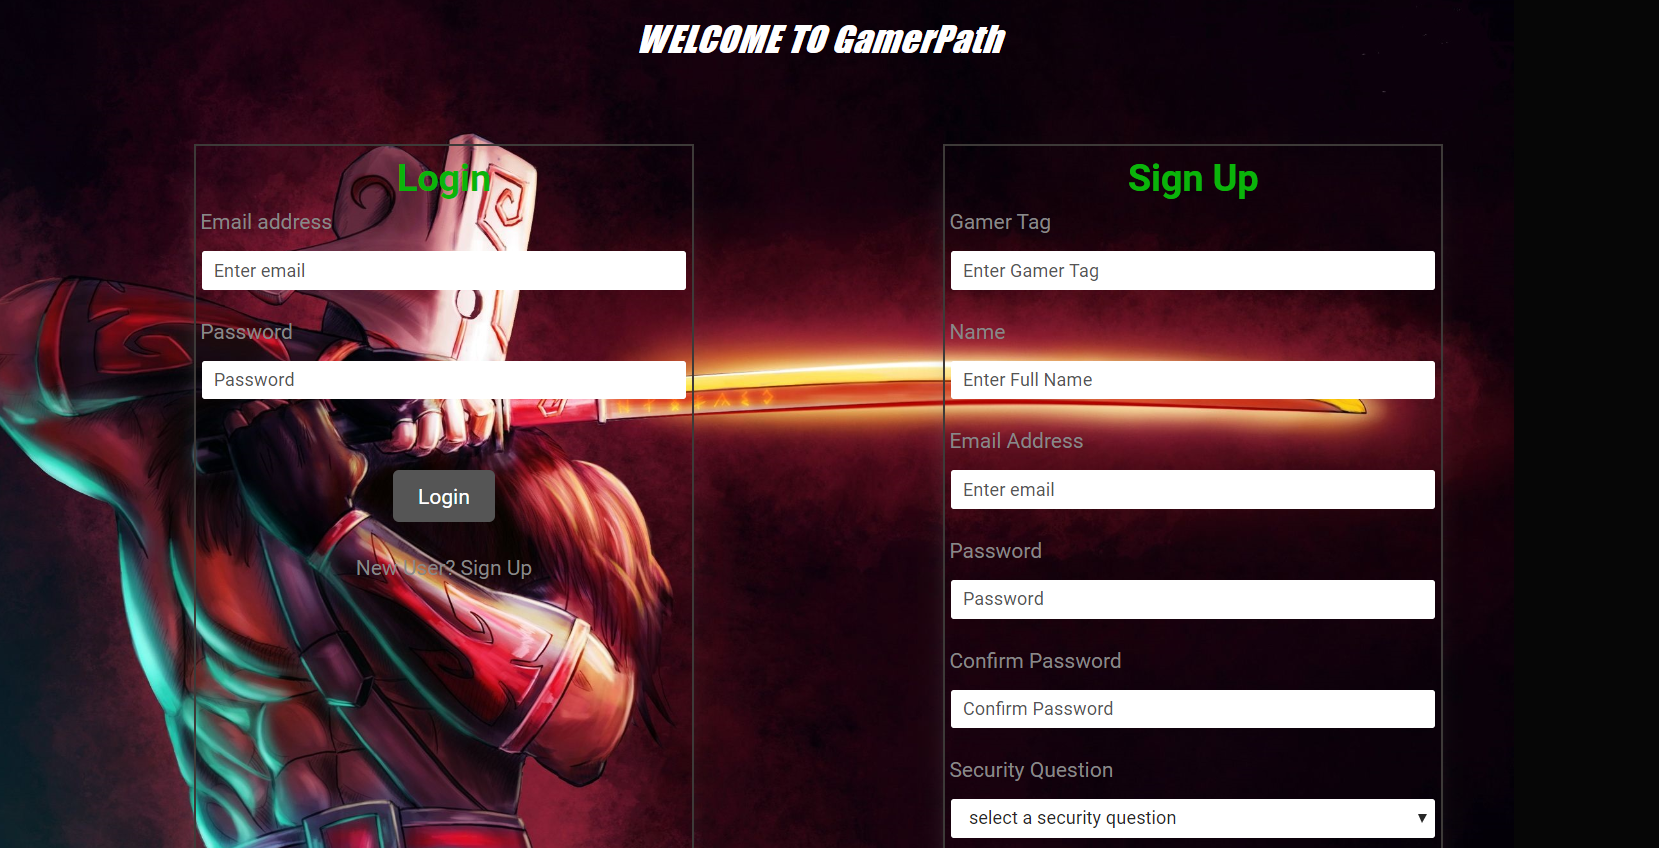 WELCOME TO GamerPath
Login
Email address
Enter email
Password
Password
Login
New User? Sign Up
Sign Up
Gamer Tag
Enter Gamer Tag
Name
Enter Full Name
Email Address
Enter email
Password
Password
Confirm Password
Confirm Password
Security Question
select a security question